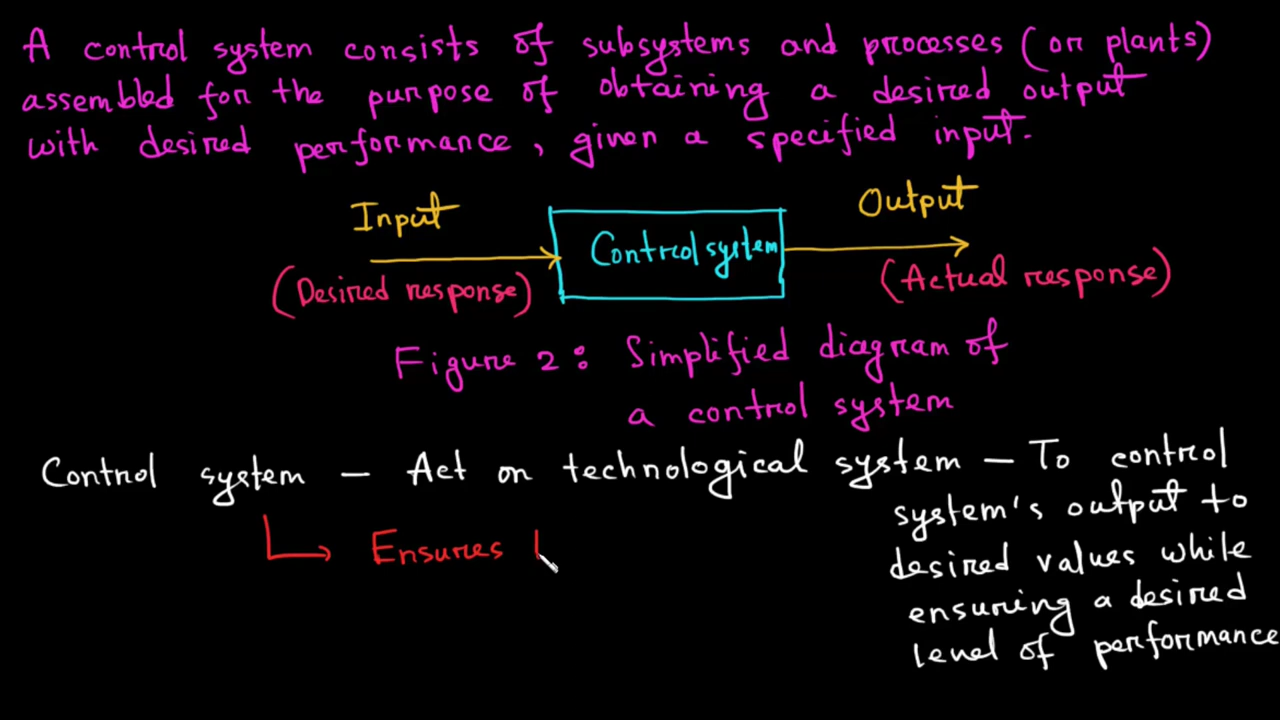 A control system consists of subsystems and processes (or plants)
assembled for the purpose of obtaining a desired output
with desired performance, given a specified input.
Input
Output
Control system
(Desired response)
(Actual response)
Figure 2: Simplified diagram of
a control system
Control system - Act on technological system - To control
system's output to
desired values while
ensuring a desired
level of performance
Ensures